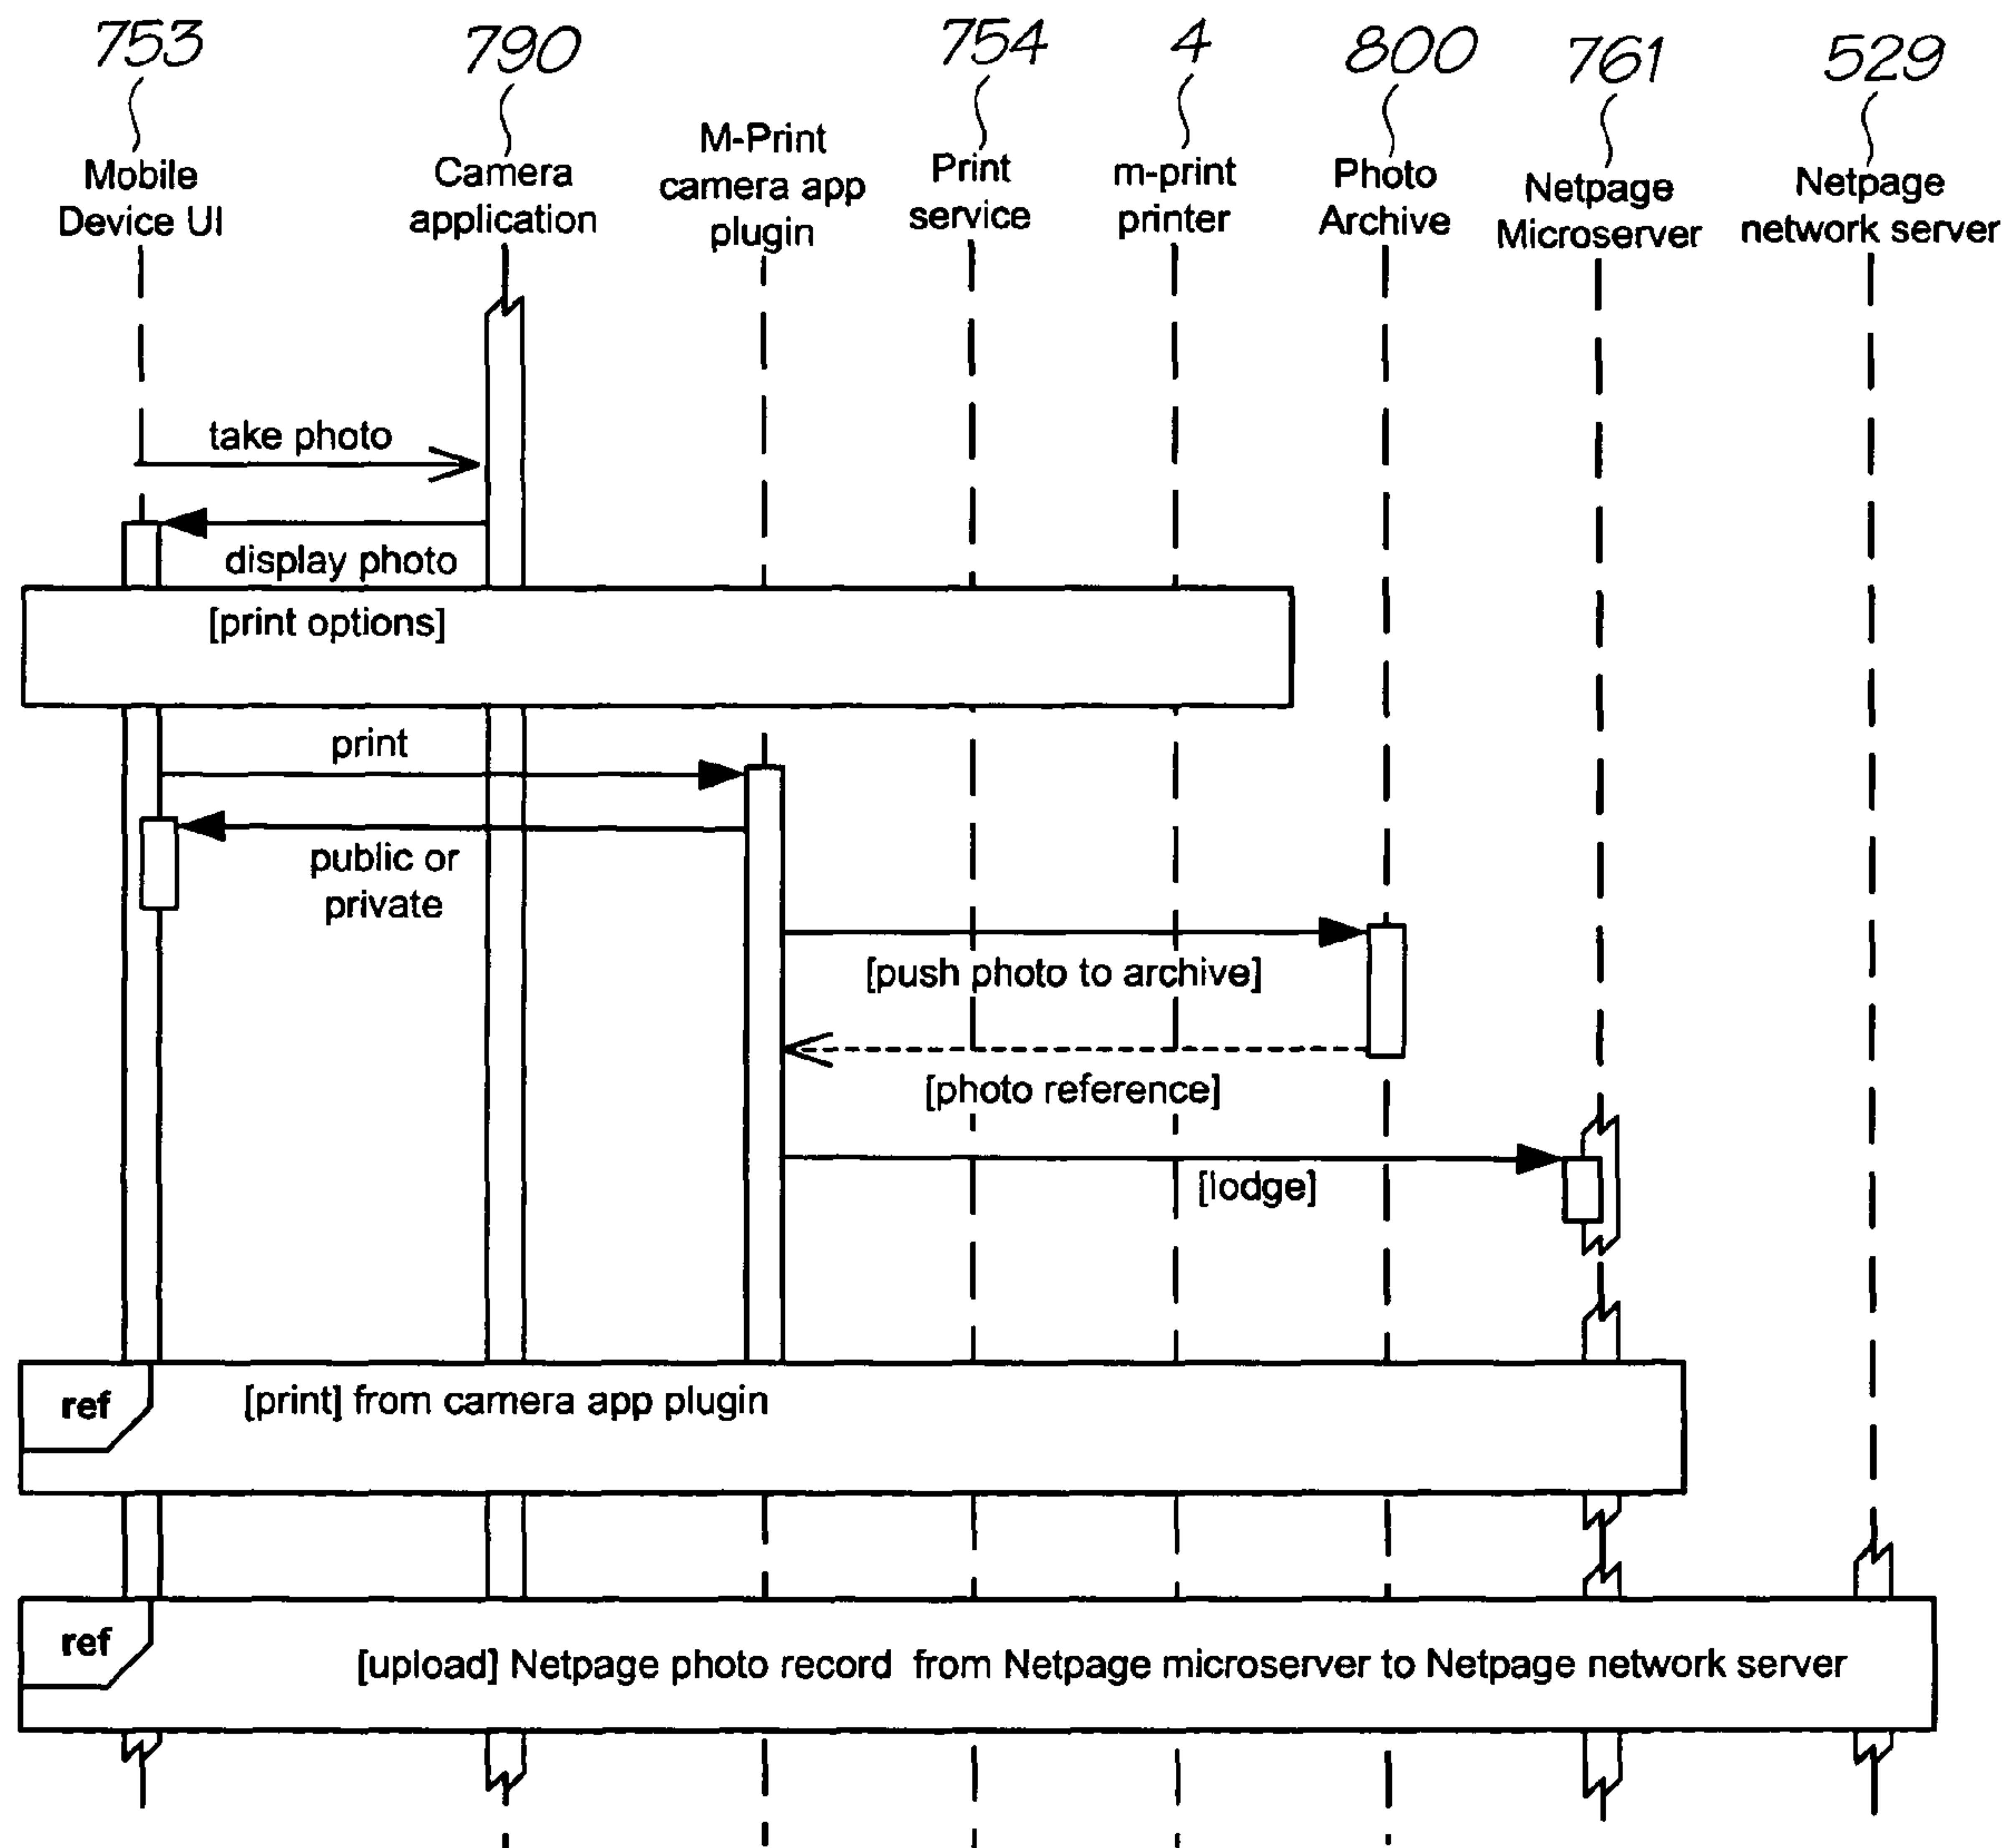 753
790
754
4
800
761
529
Mobile
Device UI
Camera
application
M-Print
camera app
plugin
Print
service
m-print
printer
Photo
Archive
Netpage
Microserver
Netpage
network server
take photo
display photo
[print options]
print
public or
private
[push photo to archive]
[photo reference]
[lodge]
ref
[print] from camera app plugin
ref
[upload] Netpage photo record from Netpage microserver to Netpage network server